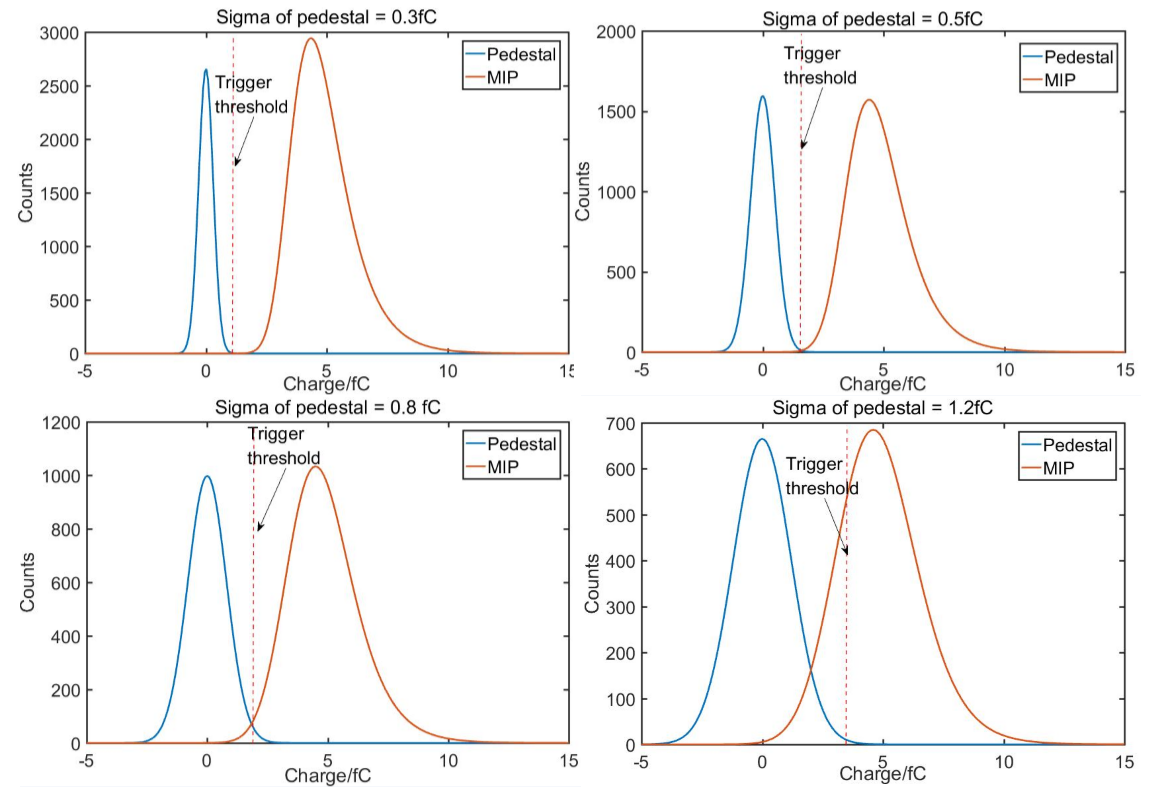 Sigma of pedestal = 0.3fC
3000
2500
2000
1500
1000
500
0
Counts
Trigger
threshold
Pedestal
MIP
-5 0 5 10 15
Charge/fC
Sigma of pedestal = 0.5fC
2000
1500
1000
500
0
Counts
Trigger
threshold
Pedestal
MIP
-5 0 5 10 15
Charge/fC
Sigma of pedestal = 0.8 fC
1200
1000
800
600
400
200
0
Counts
Trigger
threshold
Pedestal
MIP
-5 0 5 10 15
Charge/fC
Sigma of pedestal = 1.2fC
700
600
500
400
300
200
100
0
Counts
Trigger
threshold
Pedestal
MIP
-5 0 5 10 15
Charge/fC